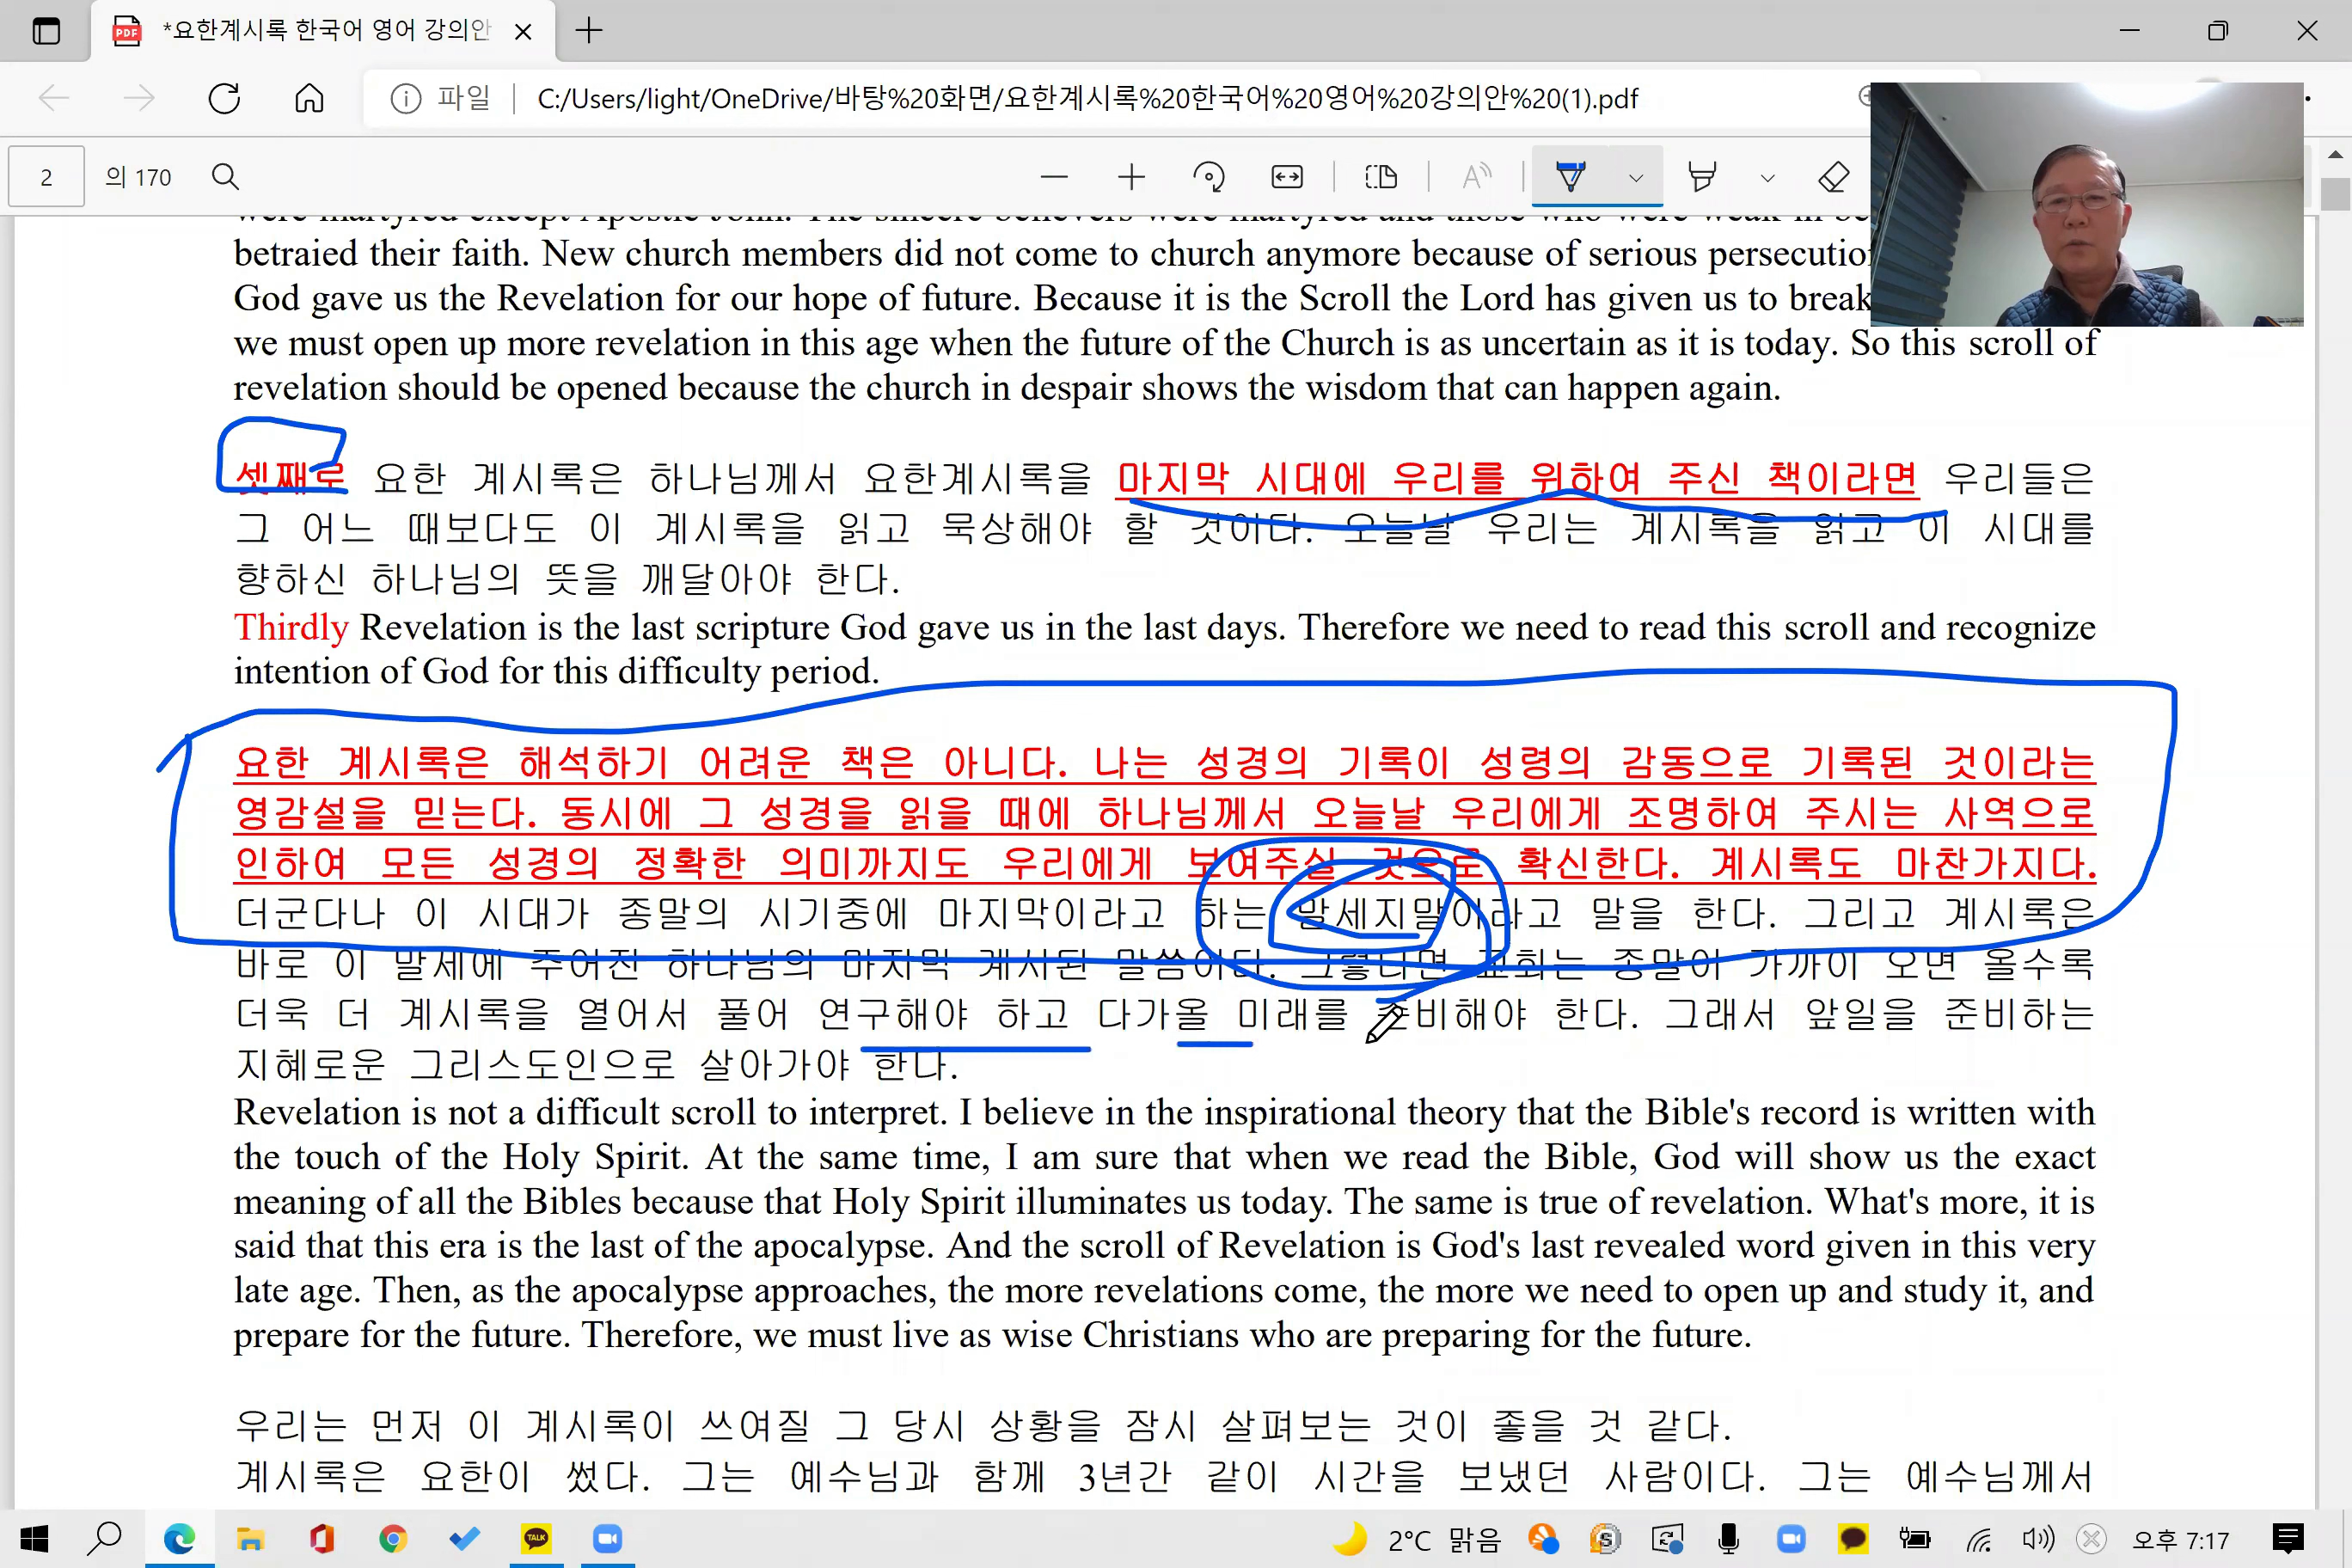 *요한계시록 한국어 영어 강의안
파일 C:/Users/light/OneDrive/바탕%20화면/요한계시록%20한국어%20영어%20강의안%20(1).pdf
2 의 170
were martyred except Apostle John. The sincere believers were martyred and those who were weak in
betraied their faith. New church members did not come to church anymore because of serious
God gave us the Revelation for our hope of future. Because it is the Scroll the Lord has given us to break
we must open up more revelation in this age when the future of the Church is as uncertain as it is today. So this scroll of
revelation should be opened because the church in despair shows the wisdom that can happen again.
셋째로 요한 계시록은 하나님께서 요한계시록을 마지막 시대에 우리를 위하여 주신 책이라면 우리들은
그 어느 때보다도 이 계시록을 읽고 묵상해야 할 것이다. 오늘날 우리는 계시록을 읽고 이 시대를
향하신 하나님의 뜻을 깨달아야 한다.
Thirdly Revelation is the last scripture God gave us in the last days. Therefore we need to read this scroll and recognize
intention of God for this difficulty period.
요한 계시록은 해석하기 어려운 책은 아니다. 나는 성경의 기록이 성령의 감동으로 기록된 것이라는
영감설을 믿는다. 동시에 그 성경을 읽을 때에 하나님께서 오늘날 우리에게 조명하여 주시는 사역으로
인하여 모든 성경의 정확한 의미까지도 우리에게 보여주실 것으로 확신한다. 계시록도 마찬가지다.
더군다나 이 시대가 종말의 시기중에 마지막이라고 하는 말세지말이라고 말을 한다. 그리고 계시록은
바로 이 말세에 주어진 하나님의 마지막 계시된 말씀이다. 그렇다면 교회는 종말이 가까이 오면 올수록
더욱 더 계시록을 열어서 풀어 연구해야 하고 다가올 미래를 준비해야 한다. 그래서 앞일을 준비하는
지혜로운 그리스도인으로 살아가야 한다.
Revelation is not a difficult scroll to interpret. I believe in the inspirational theory that the Bible's record is written with
the touch of the Holy Spirit. At the same time, I am sure that when we read the Bible, God will show us the exact
meaning of all the Bibles because that Holy Spirit illuminates us today. The same is true of revelation. What's more, it is
said that this era is the last of the apocalypse. And the scroll of Revelation is God's last revealed word given in this very
late age. Then, as the apocalypse approaches, the more revelations come, the more we need to open up and study it, and
prepare for the future. Therefore, we must live as wise Christians who are preparing for the future.
우리는 먼저 이 계시록이 쓰여질 그 당시 상황을 잠시 살펴보는 것이 좋을 것 같다.
계시록은 요한이 썼다. 그는 예수님과 함께 3년간 같이 시간을 보냈던 사람이다. 그는 예수님께서
TALK 2°C 맑음 오후 7:17